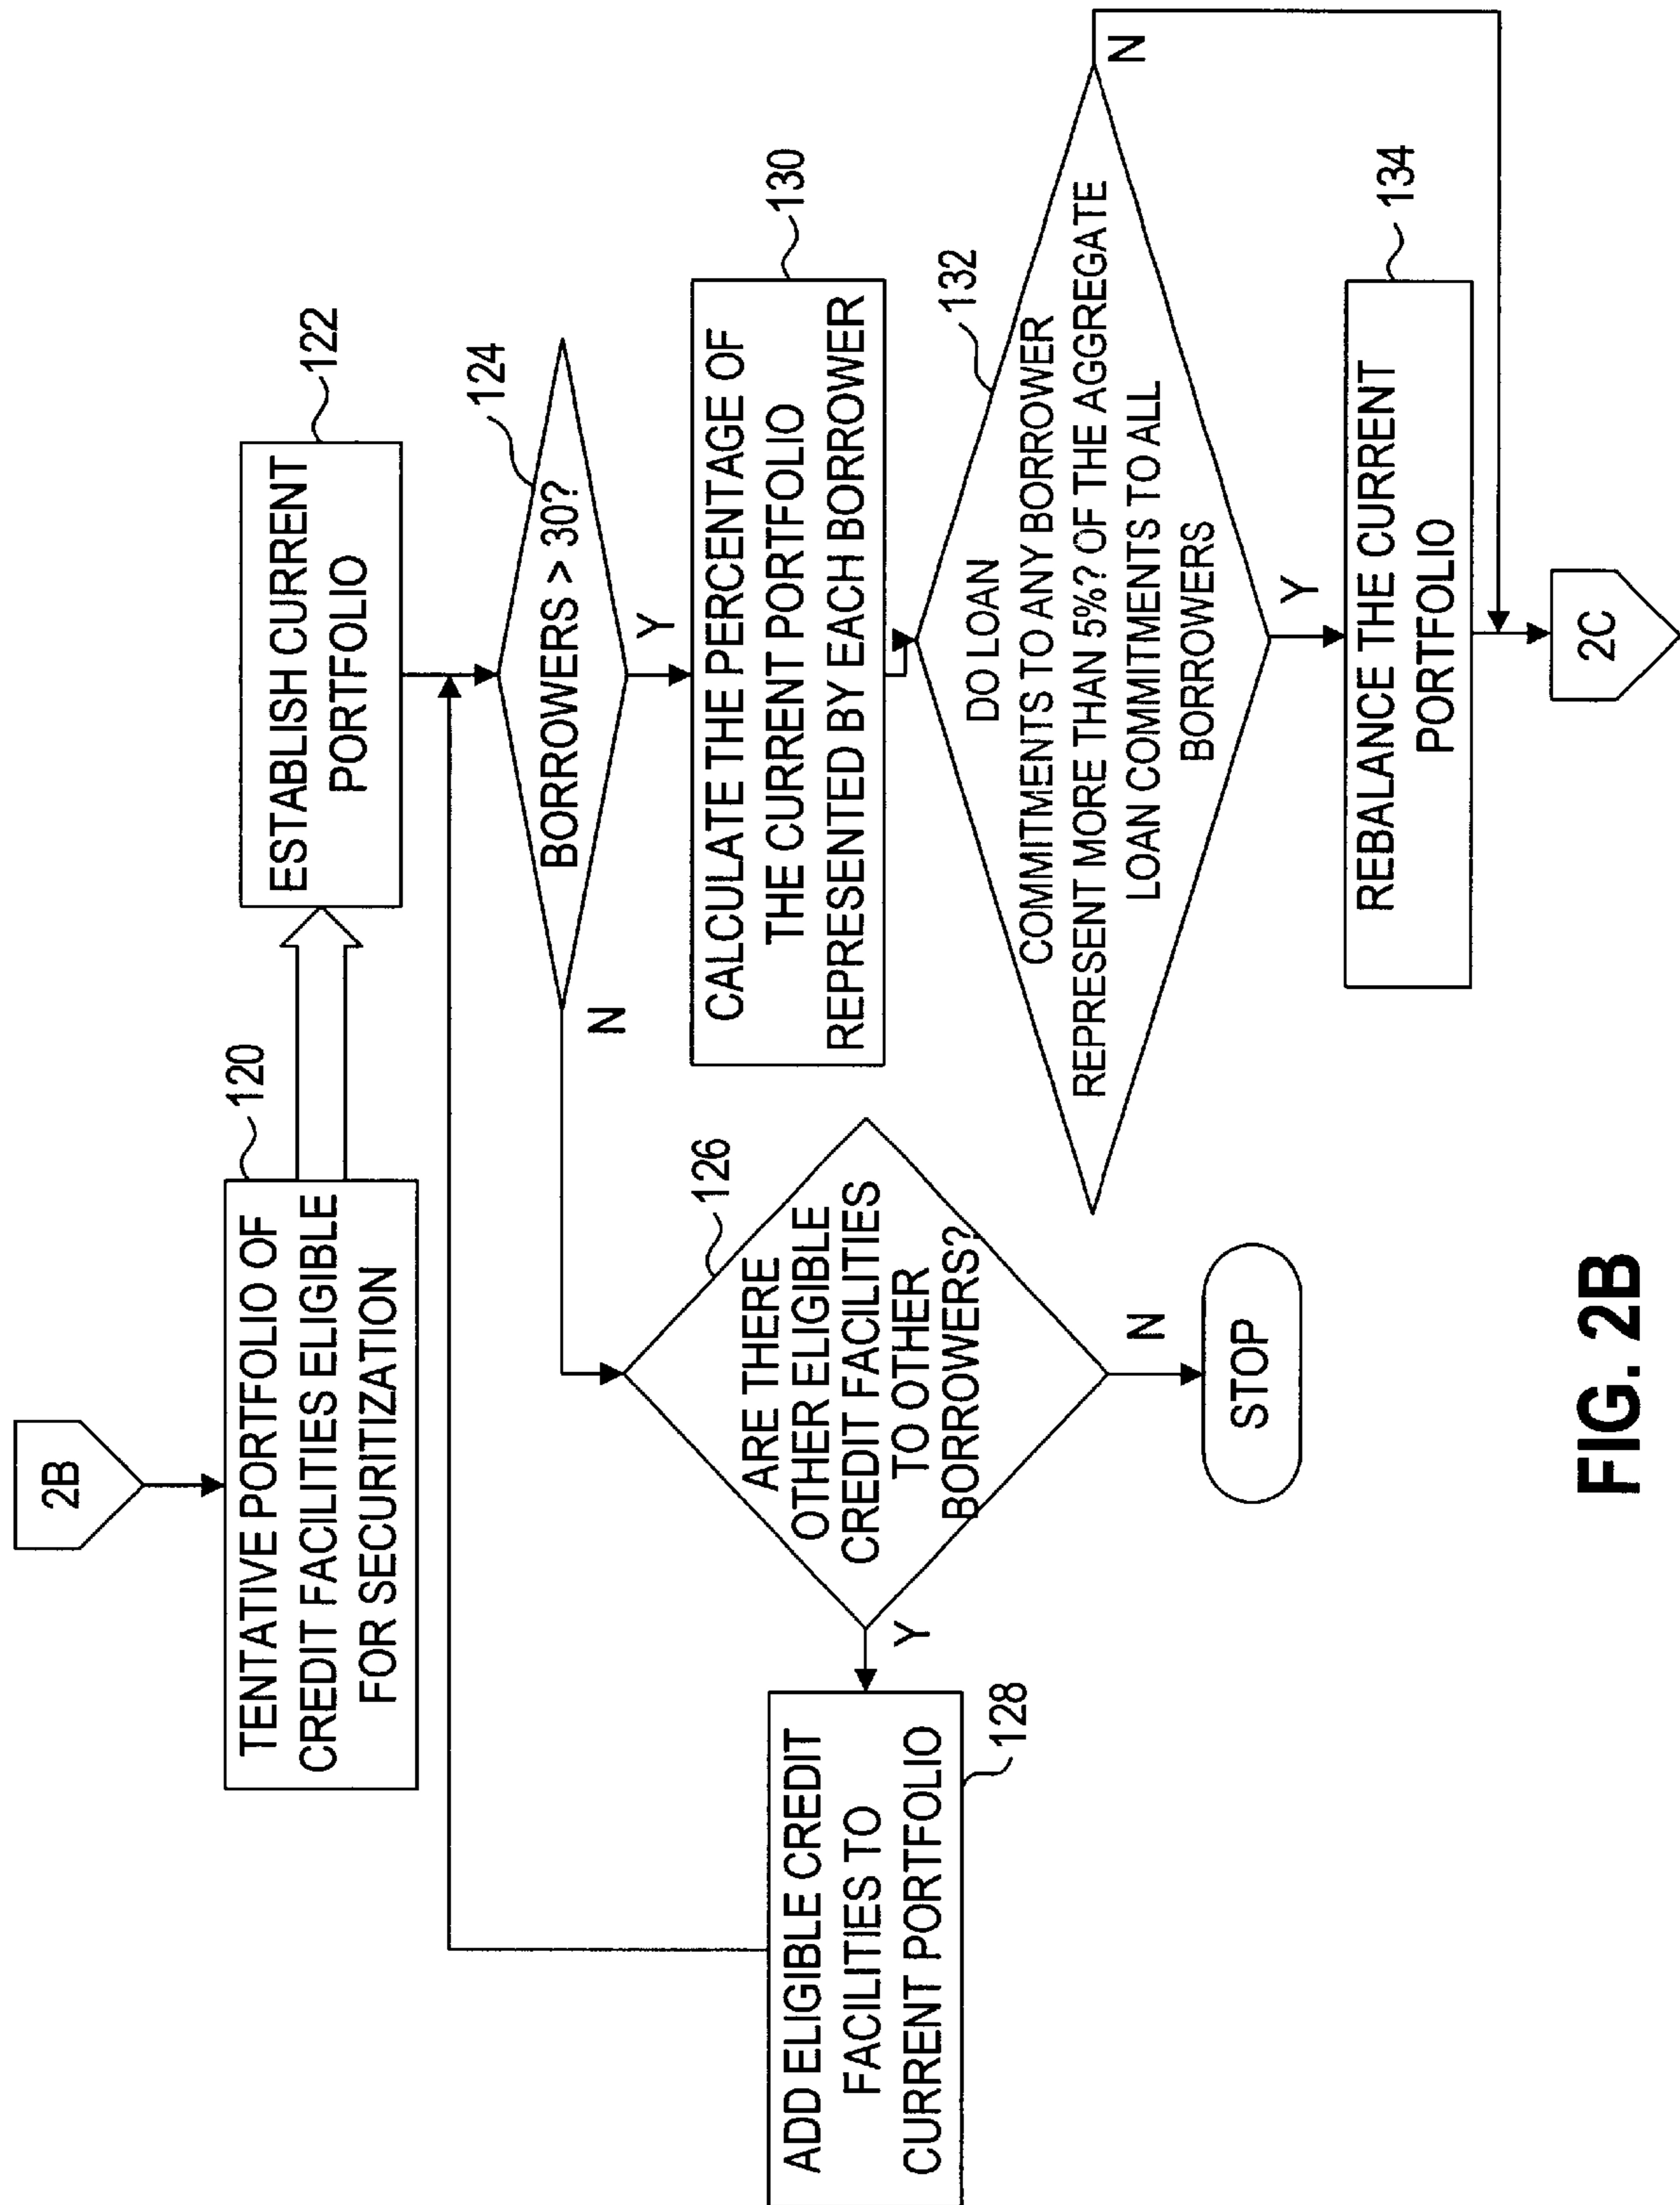 2B
TENTATIVE PORTFOLIO OF
CREDIT FACILITIES ELIGIBLE
FOR SECURITIZATION
120
ESTABLISH CURRENT
PORTFOLIO
122
BORROWERS > 30?
124
N
Y
ARE THERE
OTHER ELIGIBLE
CREDIT FACILITIES
TO OTHER
BORROWERS?
126
Y
N
ADD ELIGIBLE CREDIT
FACILITIES TO
CURRENT PORTFOLIO
128
STOP
CALCULATE THE PERCENTAGE OF
THE CURRENT PORTFOLIO
REPRESENTED BY EACH BORROWER
130
DO LOAN
COMMITMENTS TO ANY BORROWER
REPRESENT MORE THAN 5%? OF THE AGGREGATE
LOAN COMMITMENTS TO ALL
BORROWERS
132
N
Y
REBALANCE THE CURRENT
PORTFOLIO
134
2C
FIG. 2B